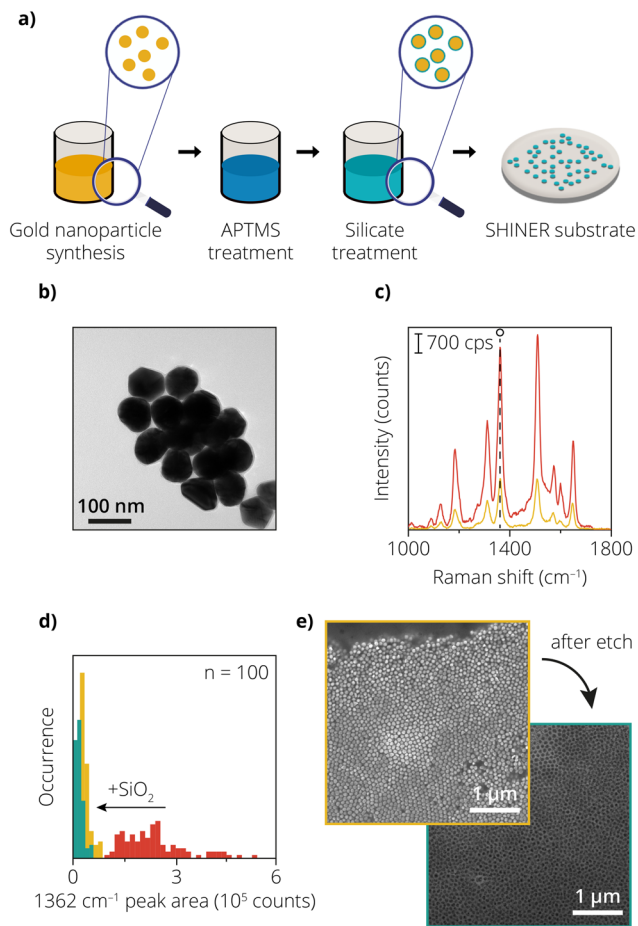 a)
Gold nanoparticle
synthesis
APTMS
treatment
Silicate
treatment
SHINER substrate
b)
100 nm
c)
700 cps
Intensity (counts)
1000
1400
1800
Raman shift (cm⁻¹)
d)
n = 100
Occurrence
+SiO₂
0
3
6
1362 cm⁻¹ peak area (10⁵ counts)
e)
after etch
1 µm
1 µm